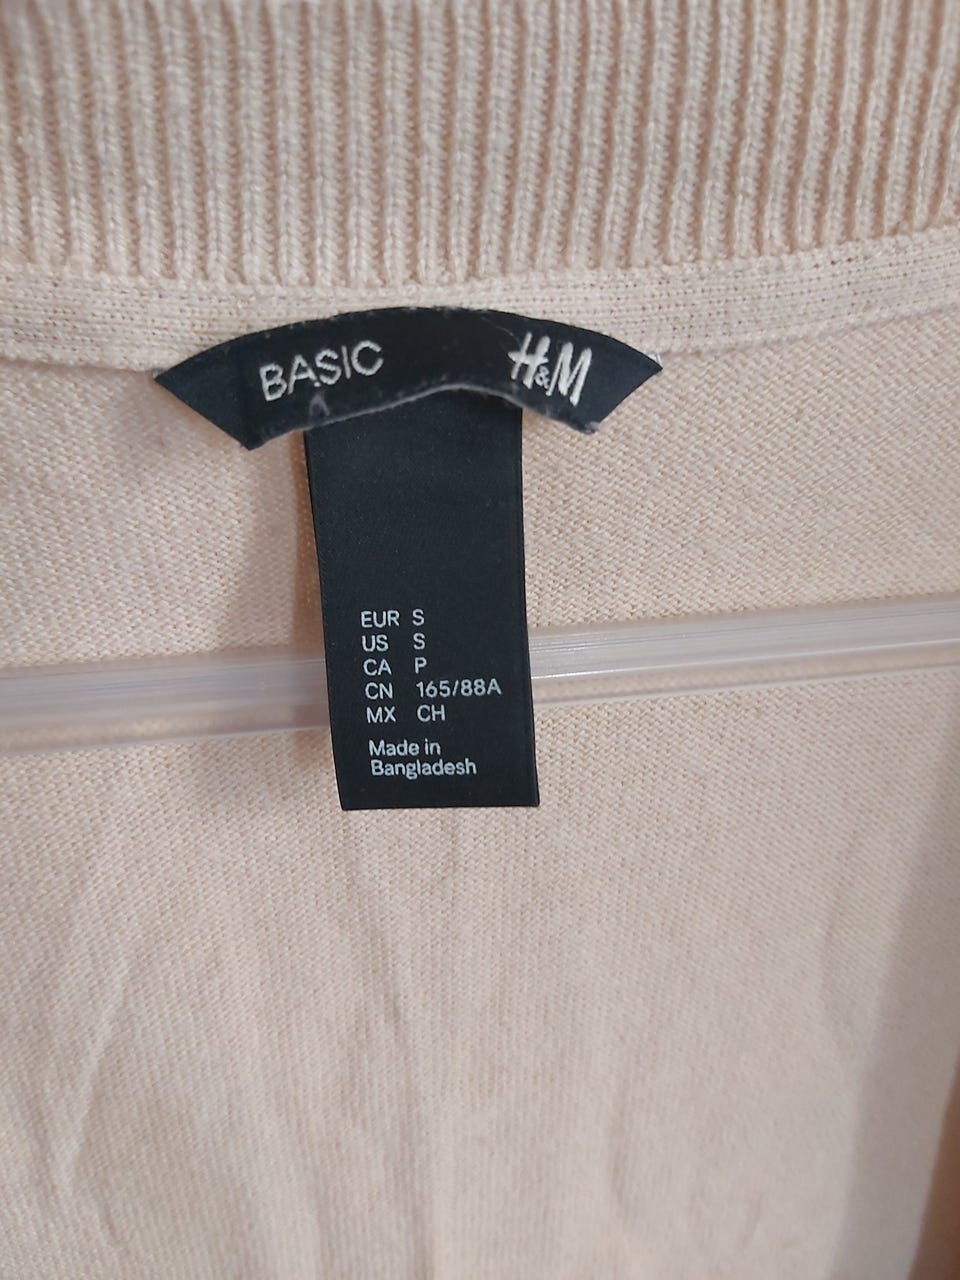 BASIC H&M
EUR S
US S
CA P
CN 165/88A
MX CH
Made in
Bangladesh